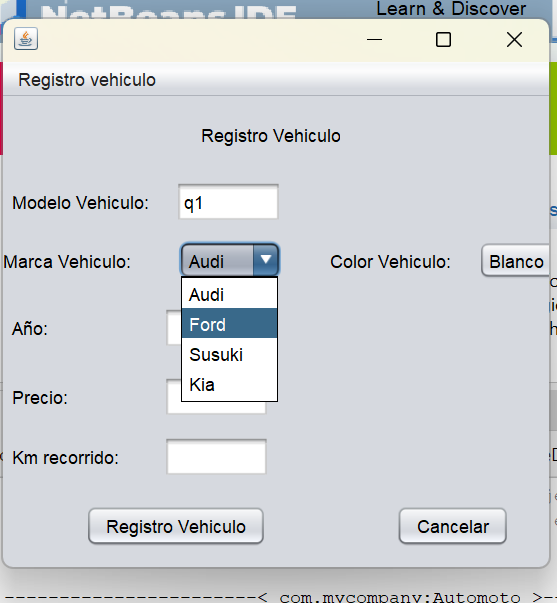 NetBeans IDE
Learn & Discover
Registro vehiculo
Registro Vehiculo
Modelo Vehiculo: q1
Marca Vehiculo: Audi Color Vehiculo: Blanco
Audi
Ford
Susuki
Kia
Año:
Precio:
Km recorrido:
Registro Vehiculo Cancelar
------------------------< com.mycompany:Automoto >--